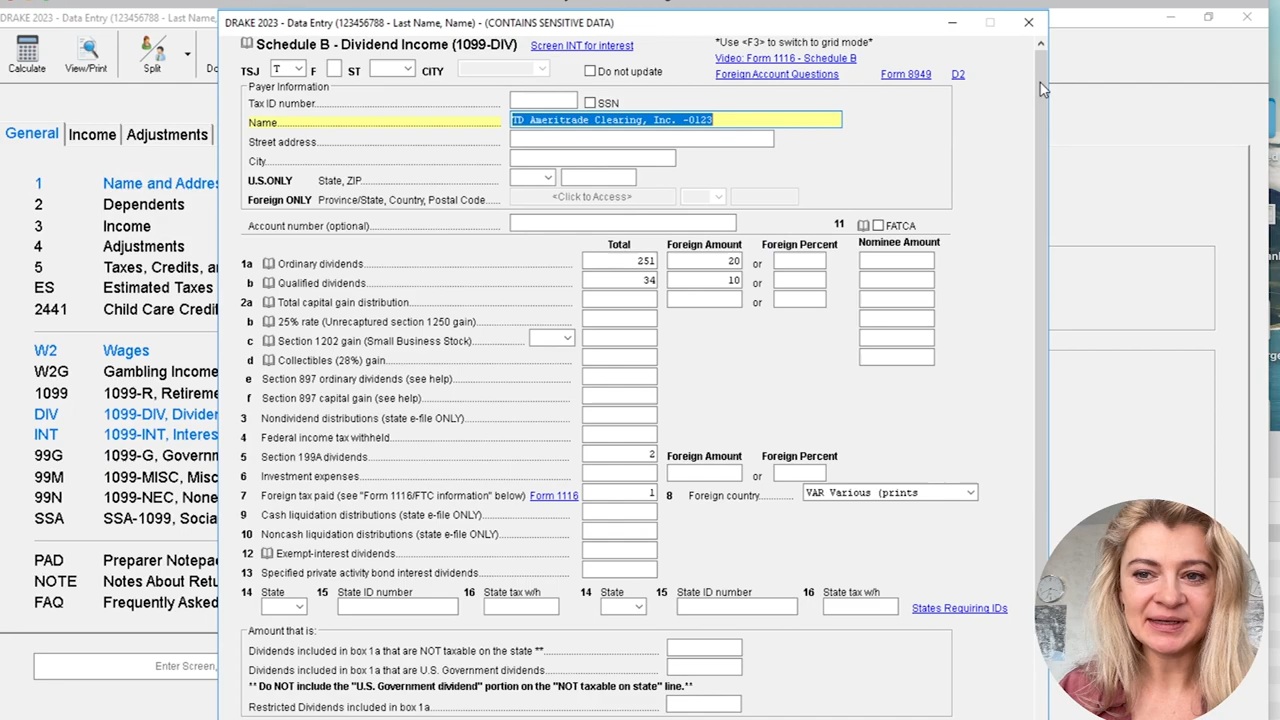 DRAKE 2023 - Data Entry (123456788 - Last Name, Name)
DRAKE 2023 - Data Entry (123456788 - Last Name, Name) - (CONTAINS SENSITIVE DATA)
Calculate
View/Print
Split
General
Income
Adjustments
1 Name and Addre
2 Dependents
3 Income
4 Adjustments
5 Taxes, Credits, an
ES Estimated Taxes
2441 Child Care Credi
W2 Wages
W2G Gambling Income
1099 1099-R, Retireme
DIV 1099-DIV, Divider
INT 1099-INT, Interes
99G 1099-G, Governm
99M 1099-MISC, Misc
99N 1099-NEC, None
SSA SSA-1099, Socia
PAD Preparer Notepa
NOTE Notes About Retu
FAQ Frequently Asked
Enter Screen,
Schedule B - Dividend Income (1099-DIV) Screen INT for interest
*Use <F3> to switch to grid mode*
Video: Form 1116 - Schedule B
Foreign Account Questions Form 8949 D2
TSJ T F ST CITY Do not update
Payer Information
Tax ID number SSN
Name TD Ameritrade Clearing, Inc. -0123
Street address
City
U.S.ONLY State, ZIP
Foreign ONLY Province/State, Country, Postal Code <Click to Access>
Account number (optional) 11 FATCA
Total Foreign Amount Foreign Percent Nominee Amount
1a Ordinary dividends 251 20 or
b Qualified dividends 34 10 or
2a Total capital gain distribution or
b 25% rate (Unrecaptured section 1250 gain)
c Section 1202 gain (Small Business Stock)
d Collectibles (28%) gain
e Section 897 ordinary dividends (see help)
f Section 897 capital gain (see help)
3 Nondividend distributions (state e-file ONLY)
4 Federal income tax withheld
5 Section 199A dividends 2 Foreign Amount Foreign Percent
6 Investment expenses or
7 Foreign tax paid (see "Form 1116/FTC information" below) Form 1116 1 8 Foreign country VAR Various (prints
9 Cash liquidation distributions (state e-file ONLY)
10 Noncash liquidation distributions (state e-file ONLY)
12 Exempt-interest dividends
13 Specified private activity bond interest dividends
14 State 15 State ID number 16 State tax w/h 14 State 15 State ID number 16 State tax w/h
States Requiring IDs
Amount that is:
Dividends included in box 1a that are NOT taxable on the state **
Dividends included in box 1a that are U.S. Government dividends
** Do NOT include the "U.S. Government dividend" portion on the "NOT taxable on state" line.**
Restricted Dividends included in box 1a